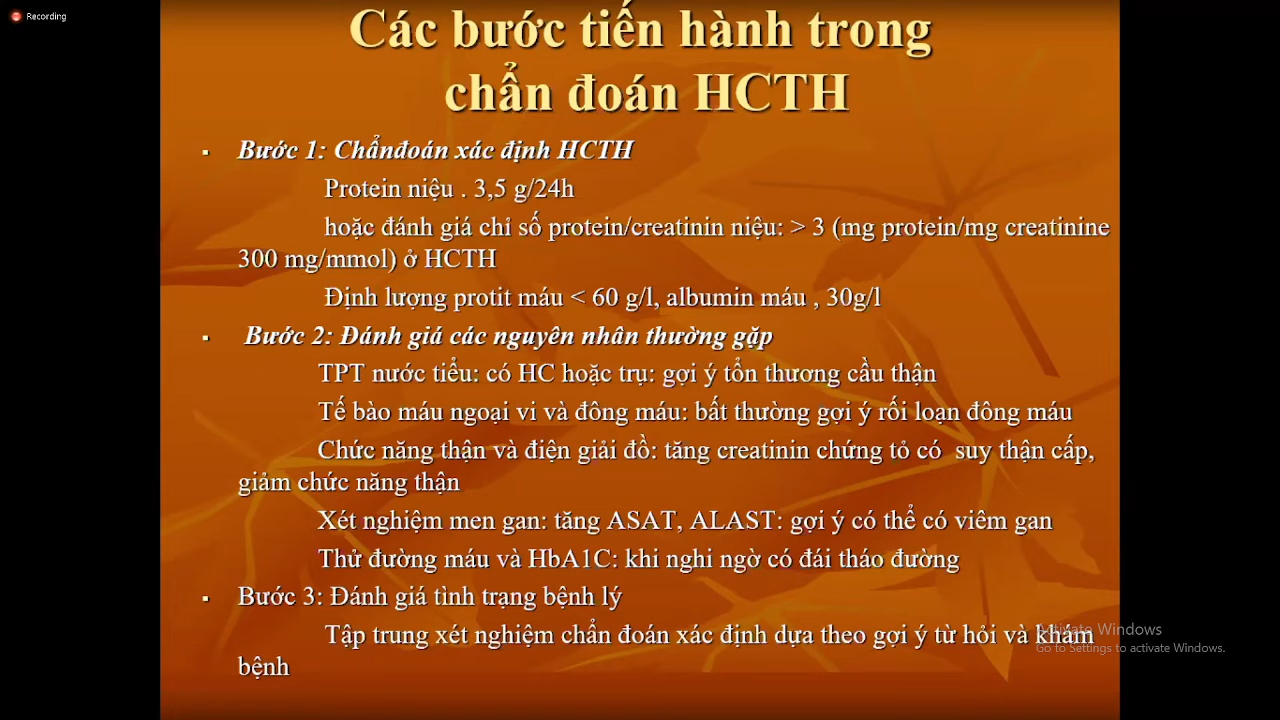 Recording
Các bước tiến hành trong
chẩn đoán HCTH
Bước 1: Chẩnđoán xác định HCTH
Protein niệu . 3,5 g/24h
hoặc đánh giá chỉ số protein/creatinin niệu: > 3 (mg protein/mg creatinine
300 mg/mmol) ở HCTH
Định lượng protit máu < 60 g/l, albumin máu , 30g/l
Bước 2: Đánh giá các nguyên nhân thường gặp
TPT nước tiểu: có HC hoặc trụ: gợi ý tổn thương cầu thận
Tế bào máu ngoại vi và đông máu: bất thường gợi ý rối loạn đông máu
Chức năng thận và điện giải đồ: tăng creatinin chứng tỏ có  suy thận cấp,
giảm chức năng thận
Xét nghiệm men gan: tăng ASAT, ALAST: gợi ý có thể có viêm gan
Thử đường máu và HbA1C: khi nghi ngờ có đái tháo đường
Bước 3: Đánh giá tình trạng bệnh lý
Tập trung xét nghiệm chẩn đoán xác định dựa theo gợi ý từ hỏi và khám
bệnh
Activate Windows
Go to Settings to activate Windows.